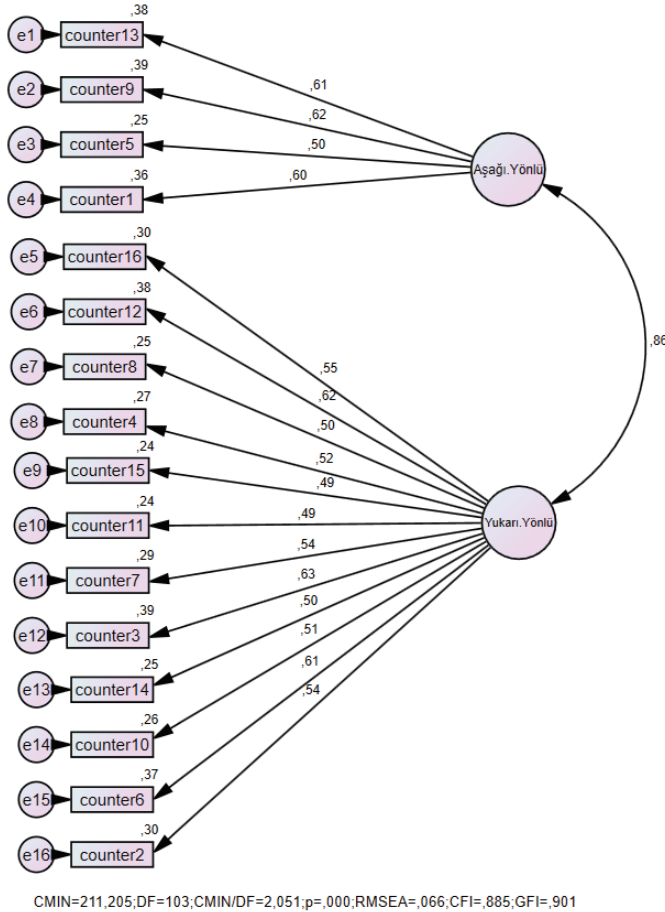 ,38
e1 counter13
,39
e2 counter9
,61
,62
,25
e3 counter5
,50
Aşağı.Yönlü
,36
e4 counter1
,60
,30
e5 counter16
,38
e6 counter12
,86
,25
e7 counter8
,55
,62
,27
e8 counter4
,50
,52
,24
e9 counter15
,49
,24
e10 counter11
,49
Yukarı.Yönlü
,29
e11 counter7
,54
,39
e12 counter3
,63
,50
,25
e13 counter14
,51
,61
,26
e14 counter10
,54
,37
e15 counter6
,30
e16 counter2
CMIN=211,205;DF=103;CMIN/DF=2,051;p=,000;RMSEA=,066;CFI=,885;GFI=,901